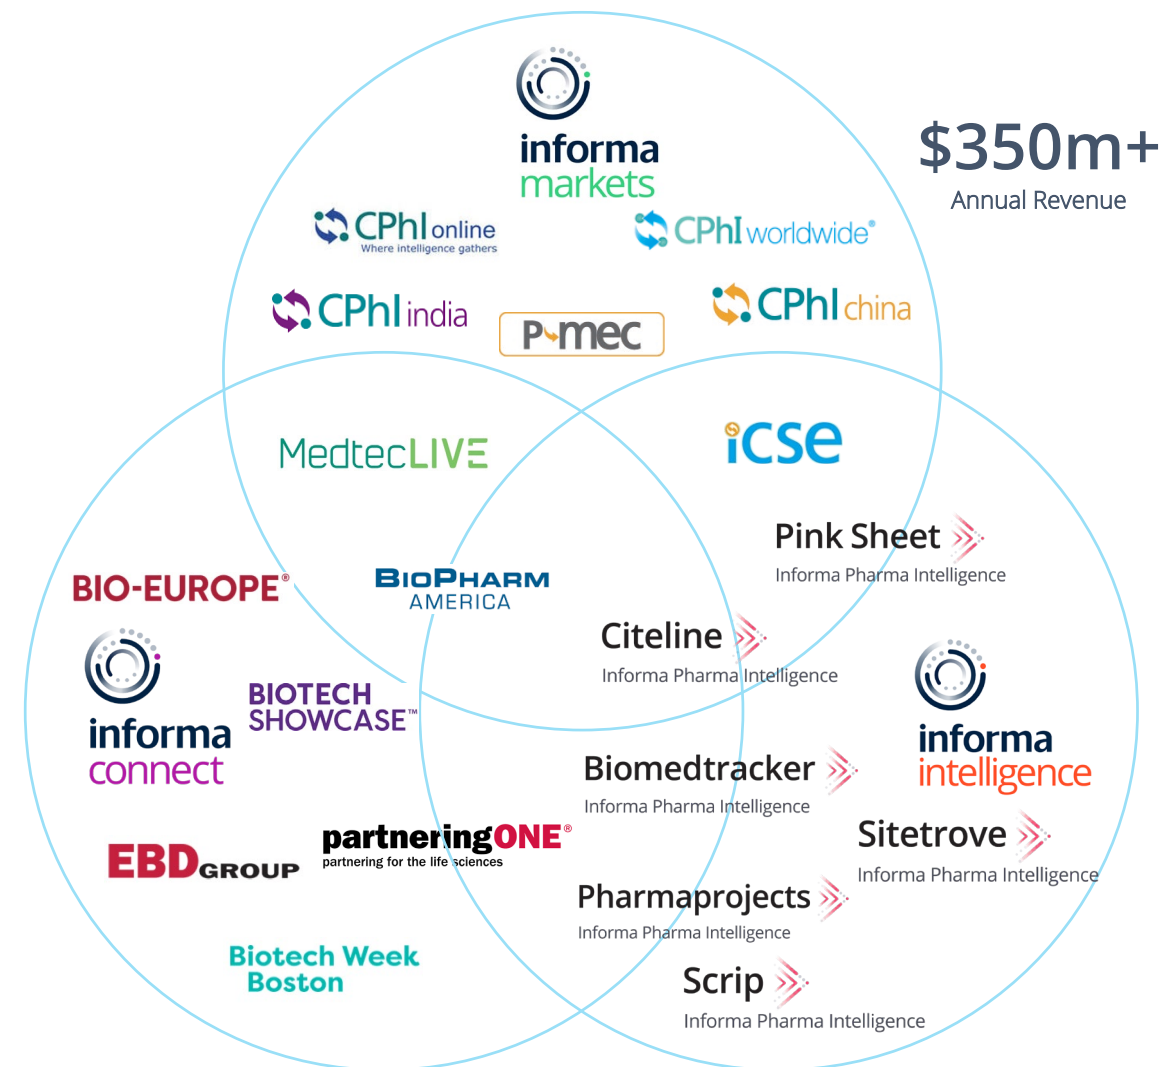 informa
markets
$350m+
Annual Revenue
CPhI online
Where intelligence gathers
CPhI worldwide®
CPhI india
P-mec
CPhI china
MedtecLIVE
icse
Pink Sheet
Informa Pharma Intelligence
BIO-EUROPE®
BIOPHARM
AMERICA
Citeline
Informa Pharma Intelligence
informa
connect
BIOTECH
SHOWCASE™
informa
intelligence
Biomedtracker
Informa Pharma Intelligence
Sitetrove
Informa Pharma Intelligence
partneringONE®
partnering for the life sciences
EBD GROUP
Pharmaprojects
Informa Pharma Intelligence
Biotech Week
Boston
Scrip
Informa Pharma Intelligence